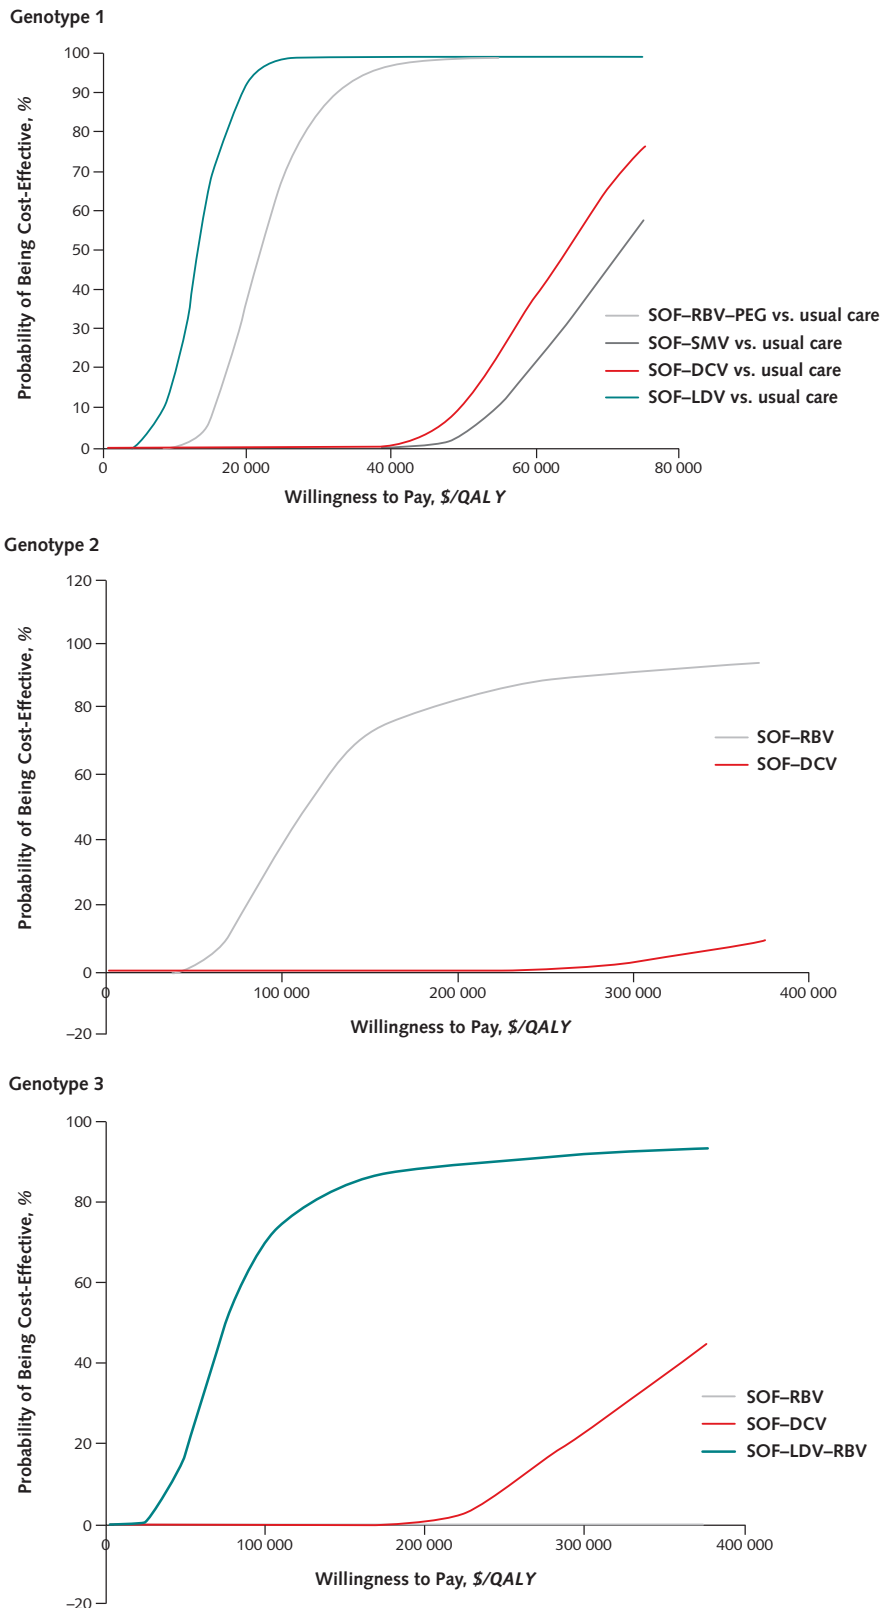 Genotype 1
100
90
80
70
60
50
40
30
20
10
0
Probability of Being Cost-Effective, %
SOF–RBV–PEG vs. usual care
SOF–SMV vs. usual care
SOF–DCV vs. usual care
SOF–LDV vs. usual care
0 20 000 40 000 60 000 80 000
Willingness to Pay, $/QALY
Genotype 2
120
100
80
60
40
20
0
–20
Probability of Being Cost-Effective, %
SOF–RBV
SOF–DCV
0 100 000 200 000 300 000 400 000
Willingness to Pay, $/QALY
Genotype 3
100
80
60
40
20
0
–20
Probability of Being Cost-Effective, %
SOF–RBV
SOF–DCV
SOF–LDV–RBV
0 100 000 200 000 300 000 400 000
Willingness to Pay, $/QALY